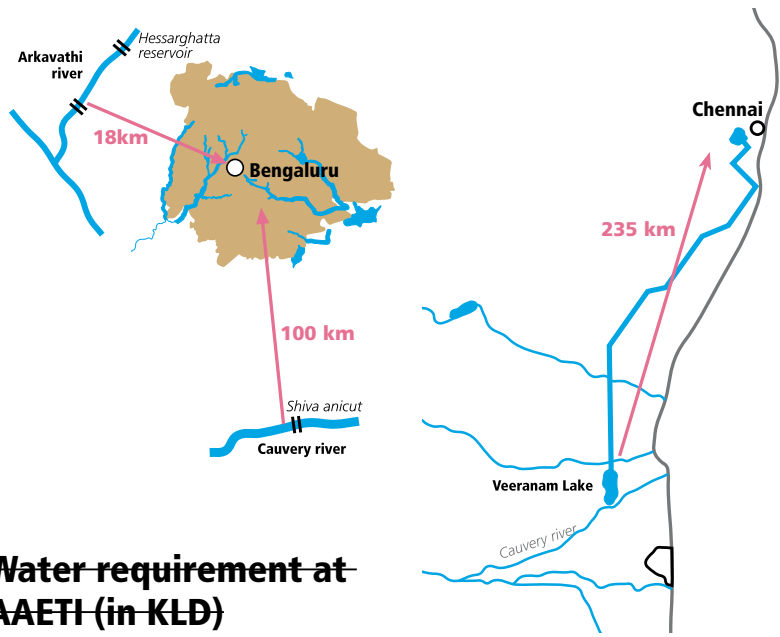 Hessarghatta
reservoir
Arkavathi
river
18km
Bengaluru
100 km
Shiva anicut
Cauvery river
Chennai
235 km
Veeranam Lake
Cauvery river
Water requirement at
AAETI (in KLD)